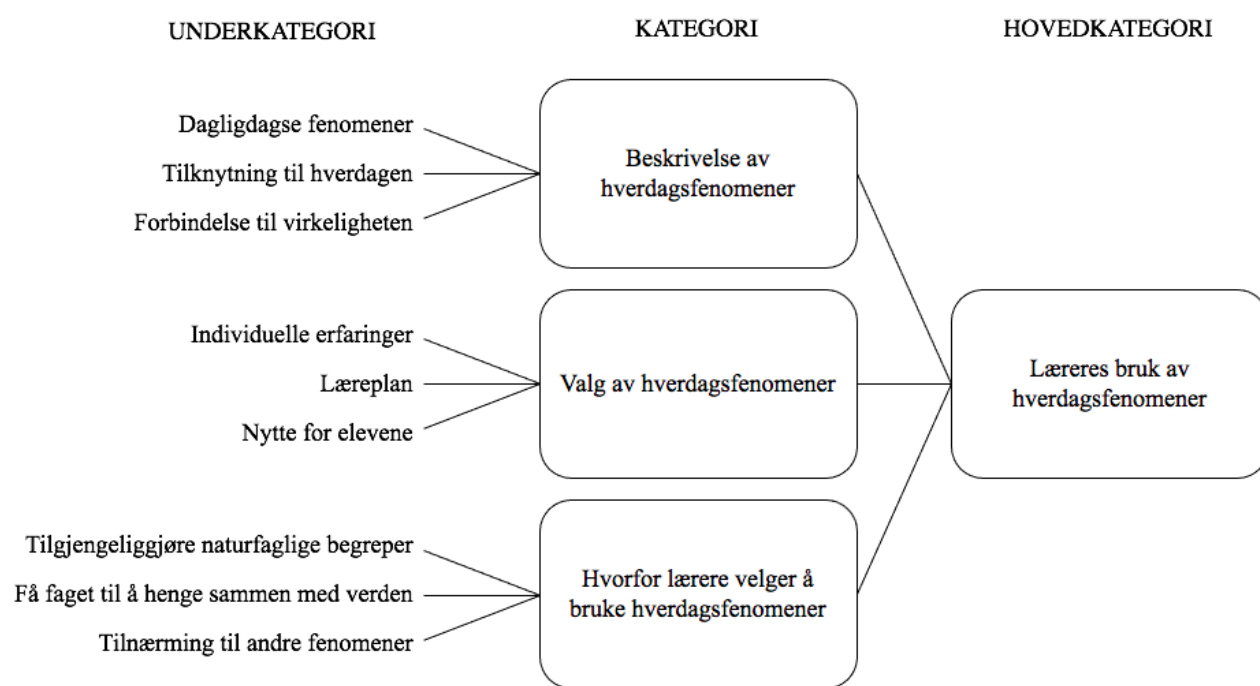 UNDERKATEGORI
KATEGORI
HOVEDKATEGORI
Dagligdagse fenomener
Tilknytning til hverdagen
Forbindelse til virkeligheten
Beskrivelse av
hverdagsfenomener
Individuelle erfaringer
Læreplan
Nytte for elevene
Valg av hverdagsfenomener
Læreres bruk av
hverdagsfenomener
Tilgjengeliggjøre naturfaglige begreper
Få faget til å henge sammen med verden
Tilnærming til andre fenomener
Hvorfor lærere velger å
bruke hverdagsfenomener